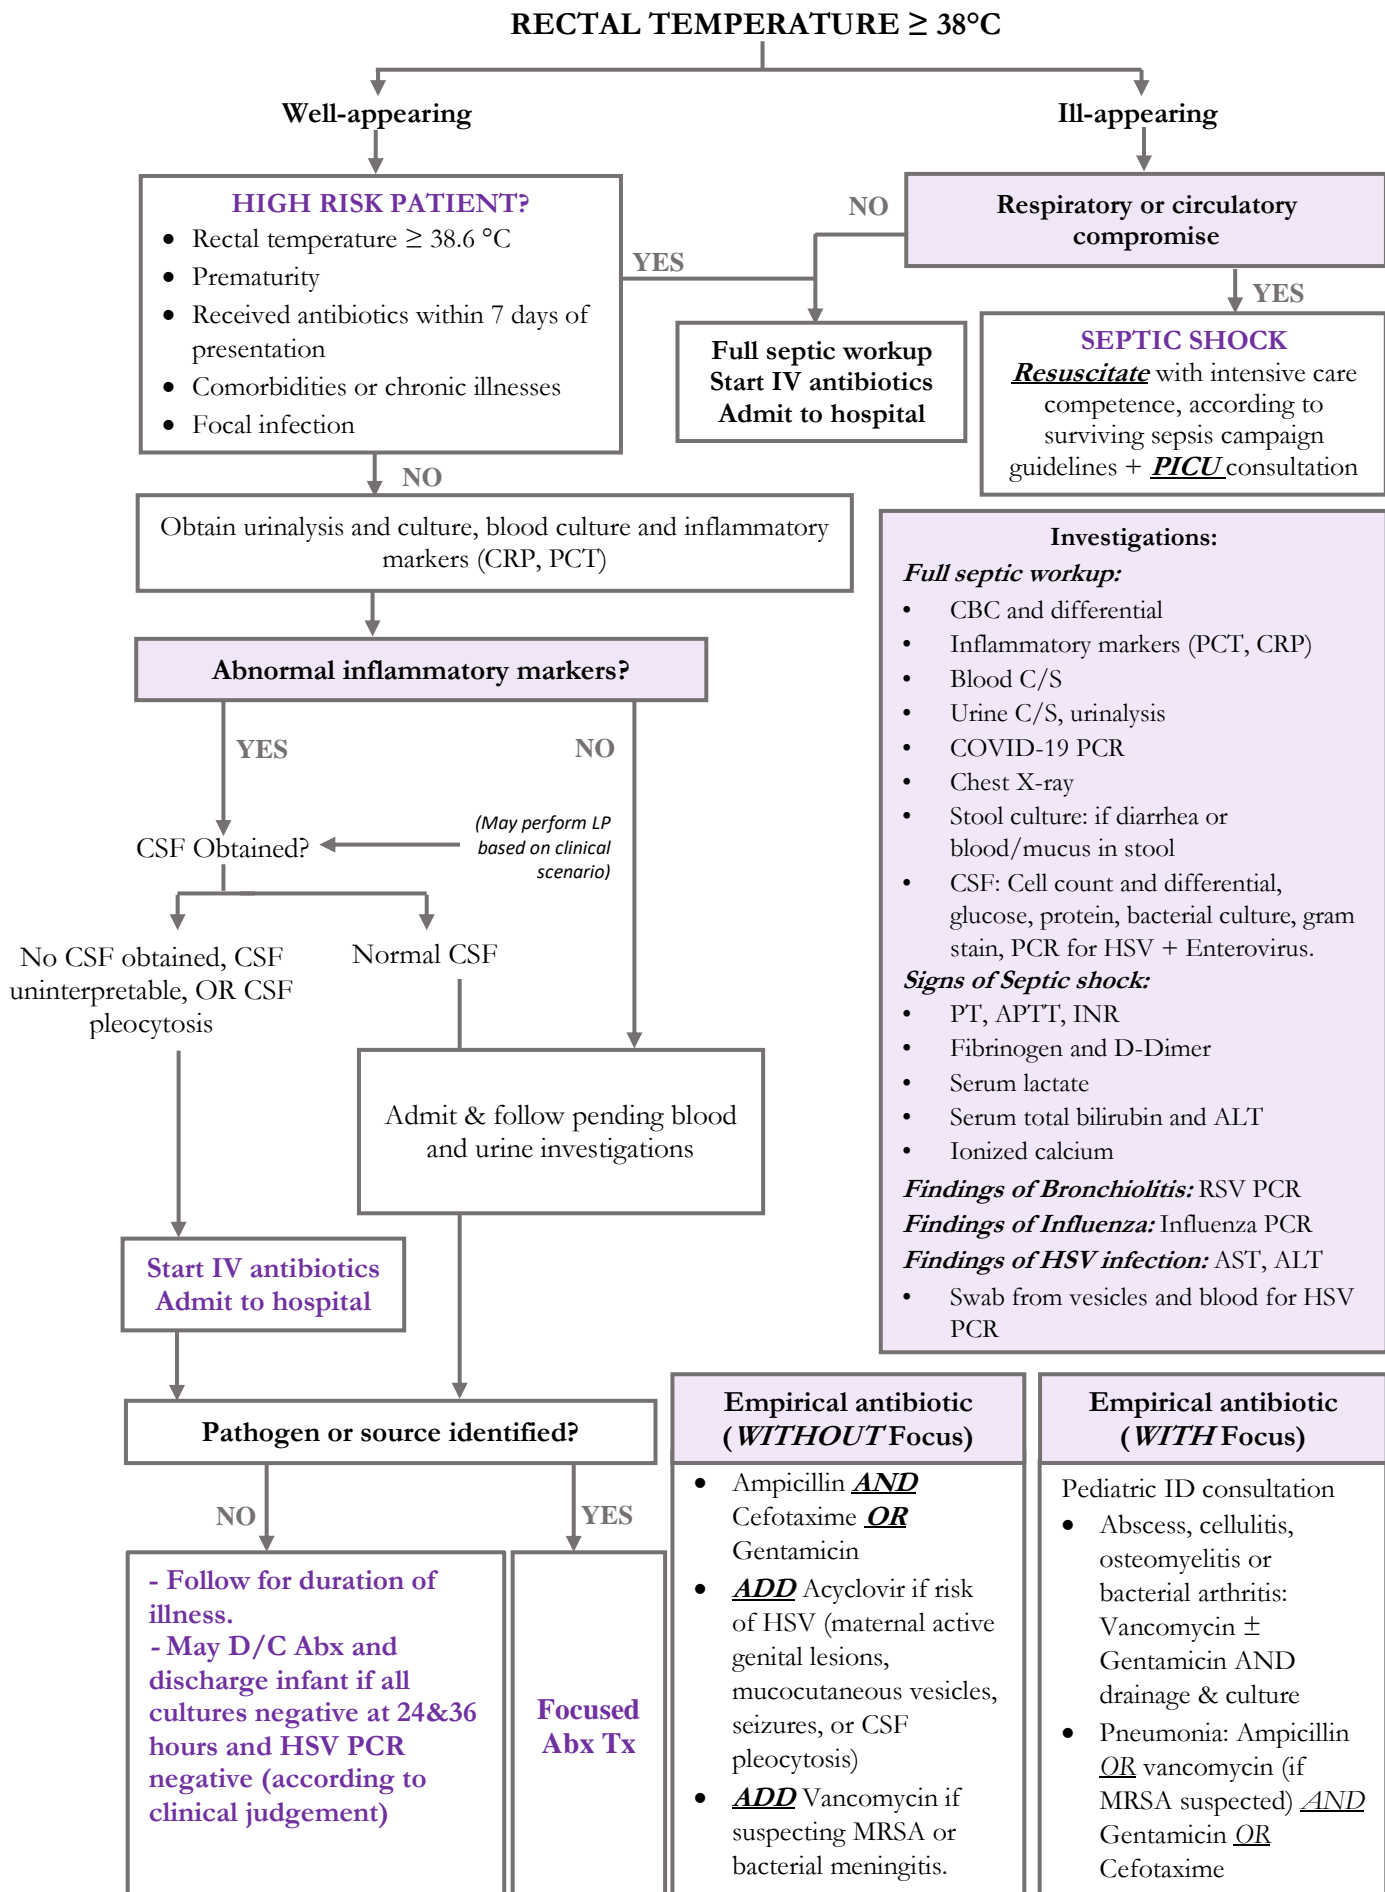 RECTAL TEMPERATURE ≥ 38°C
Well-appearing
Ill-appearing
HIGH RISK PATIENT?
• Rectal temperature ≥ 38.6 °C
• Prematurity
• Received antibiotics within 7 days of
presentation
• Comorbidities or chronic illnesses
• Focal infection
YES
NO
Respiratory or circulatory
compromise
YES
Full septic workup
Start IV antibiotics
Admit to hospital
SEPTIC SHOCK
Resuscitate with intensive care
competence, according to
surviving sepsis campaign
guidelines + PICU consultation
NO
Obtain urinalysis and culture, blood culture and inflammatory
markers (CRP, PCT)
Abnormal inflammatory markers?
YES
NO
CSF Obtained?
(May perform LP
based on clinical
scenario)
No CSF obtained, CSF
uninterpretable, OR CSF
pleocytosis
Normal CSF
Admit & follow pending blood
and urine investigations
Start IV antibiotics
Admit to hospital
Pathogen or source identified?
NO
YES
- Follow for duration of
illness.
- May D/C Abx and
discharge infant if all
cultures negative at 24&36
hours and HSV PCR
negative (according to
clinical judgement)
Focused
Abx Tx
Investigations:
Full septic workup:
• CBC and differential
• Inflammatory markers (PCT, CRP)
• Blood C/S
• Urine C/S, urinalysis
• COVID-19 PCR
• Chest X-ray
• Stool culture: if diarrhea or
blood/mucus in stool
• CSF: Cell count and differential,
glucose, protein, bacterial culture, gram
stain, PCR for HSV + Enterovirus.
Signs of Septic shock:
• PT, APTT, INR
• Fibrinogen and D-Dimer
• Serum lactate
• Serum total bilirubin and ALT
• Ionized calcium
Findings of Bronchiolitis: RSV PCR
Findings of Influenza: Influenza PCR
Findings of HSV infection: AST, ALT
• Swab from vesicles and blood for HSV
PCR
Empirical antibiotic
(WITHOUT Focus)
• Ampicillin AND
Cefotaxime OR
Gentamicin
• ADD Acyclovir if risk
of HSV (maternal active
genital lesions,
mucocutaneous vesicles,
seizures, or CSF
pleocytosis)
• ADD Vancomycin if
suspecting MRSA or
bacterial meningitis.
Empirical antibiotic
(WITH Focus)
Pediatric ID consultation
• Abscess, cellulitis,
osteomyelitis or
bacterial arthritis:
Vancomycin ±
Gentamicin AND
drainage & culture
• Pneumonia: Ampicillin
OR vancomycin (if
MRSA suspected) AND
Gentamicin OR
Cefotaxime